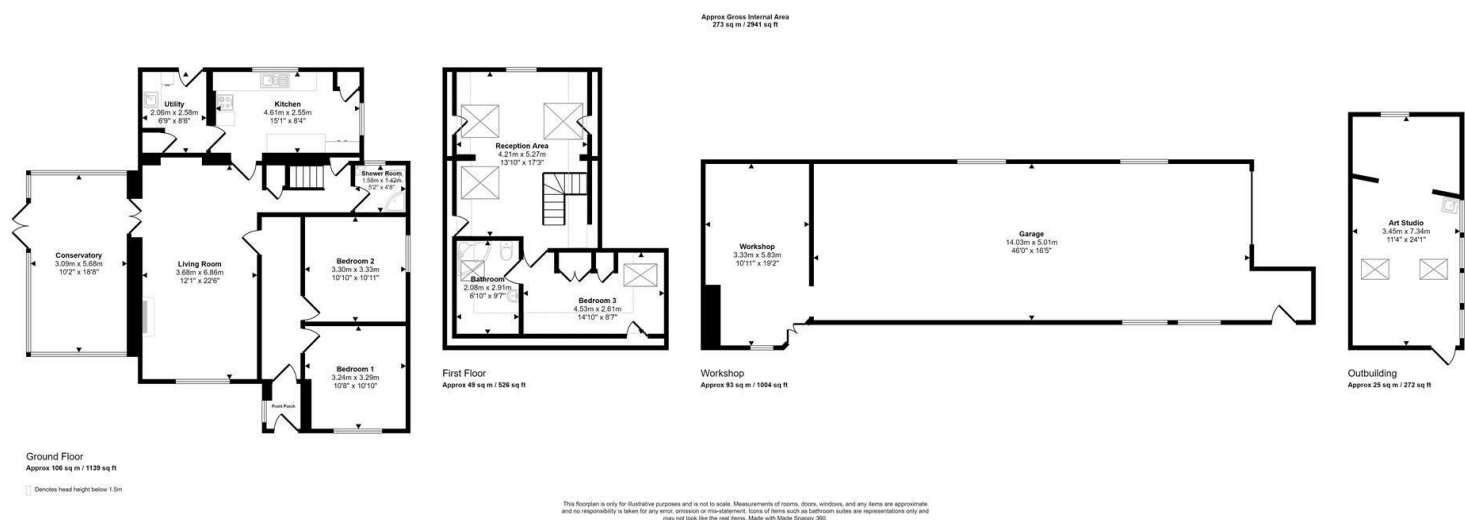 Approx Gross Internal Area
273 sq m / 2941 sq ft
Utility
2.06m x 2.58m
6'9" x 8'6"
Kitchen
4.61m x 2.55m
15'1" x 8'4"
Shower Room
1.58m x 1.42m
5'2" x 4'8"
Conservatory
3.09m x 5.68m
10'2" x 18'8"
Living Room
3.68m x 6.86m
12'1" x 22'6"
Bedroom 2
3.30m x 3.33m
10'10" x 10'11"
Bedroom 1
3.24m x 3.29m
10'8" x 10'10"
Front Porch
Ground Floor
Approx 106 sq m / 1139 sq ft
Denotes head height below 1.5m
Reception Area
4.21m x 5.27m
13'10" x 17'3"
Bathroom
2.08m x 2.91m
6'10" x 9'7"
Bedroom 3
4.53m x 2.61m
14'10" x 8'7"
First Floor
Approx 49 sq m / 526 sq ft
Workshop
3.33m x 5.83m
10'11" x 19'2"
Garage
14.03m x 5.01m
46'0" x 16'5"
Workshop
Approx 93 sq m / 1004 sq ft
Art Studio
3.45m x 7.34m
11'4" x 24'1"
Outbuilding
Approx 25 sq m / 272 sq ft
This floorplan is only for illustrative purposes and is not to scale. Measurements of rooms, doors, windows, and any items are approximate
and no responsibility is taken for any error, omission or mis-statement. Icons of items such as bathroom suites are representations only and
may not look like the real items. Made with Made Snappy 360.